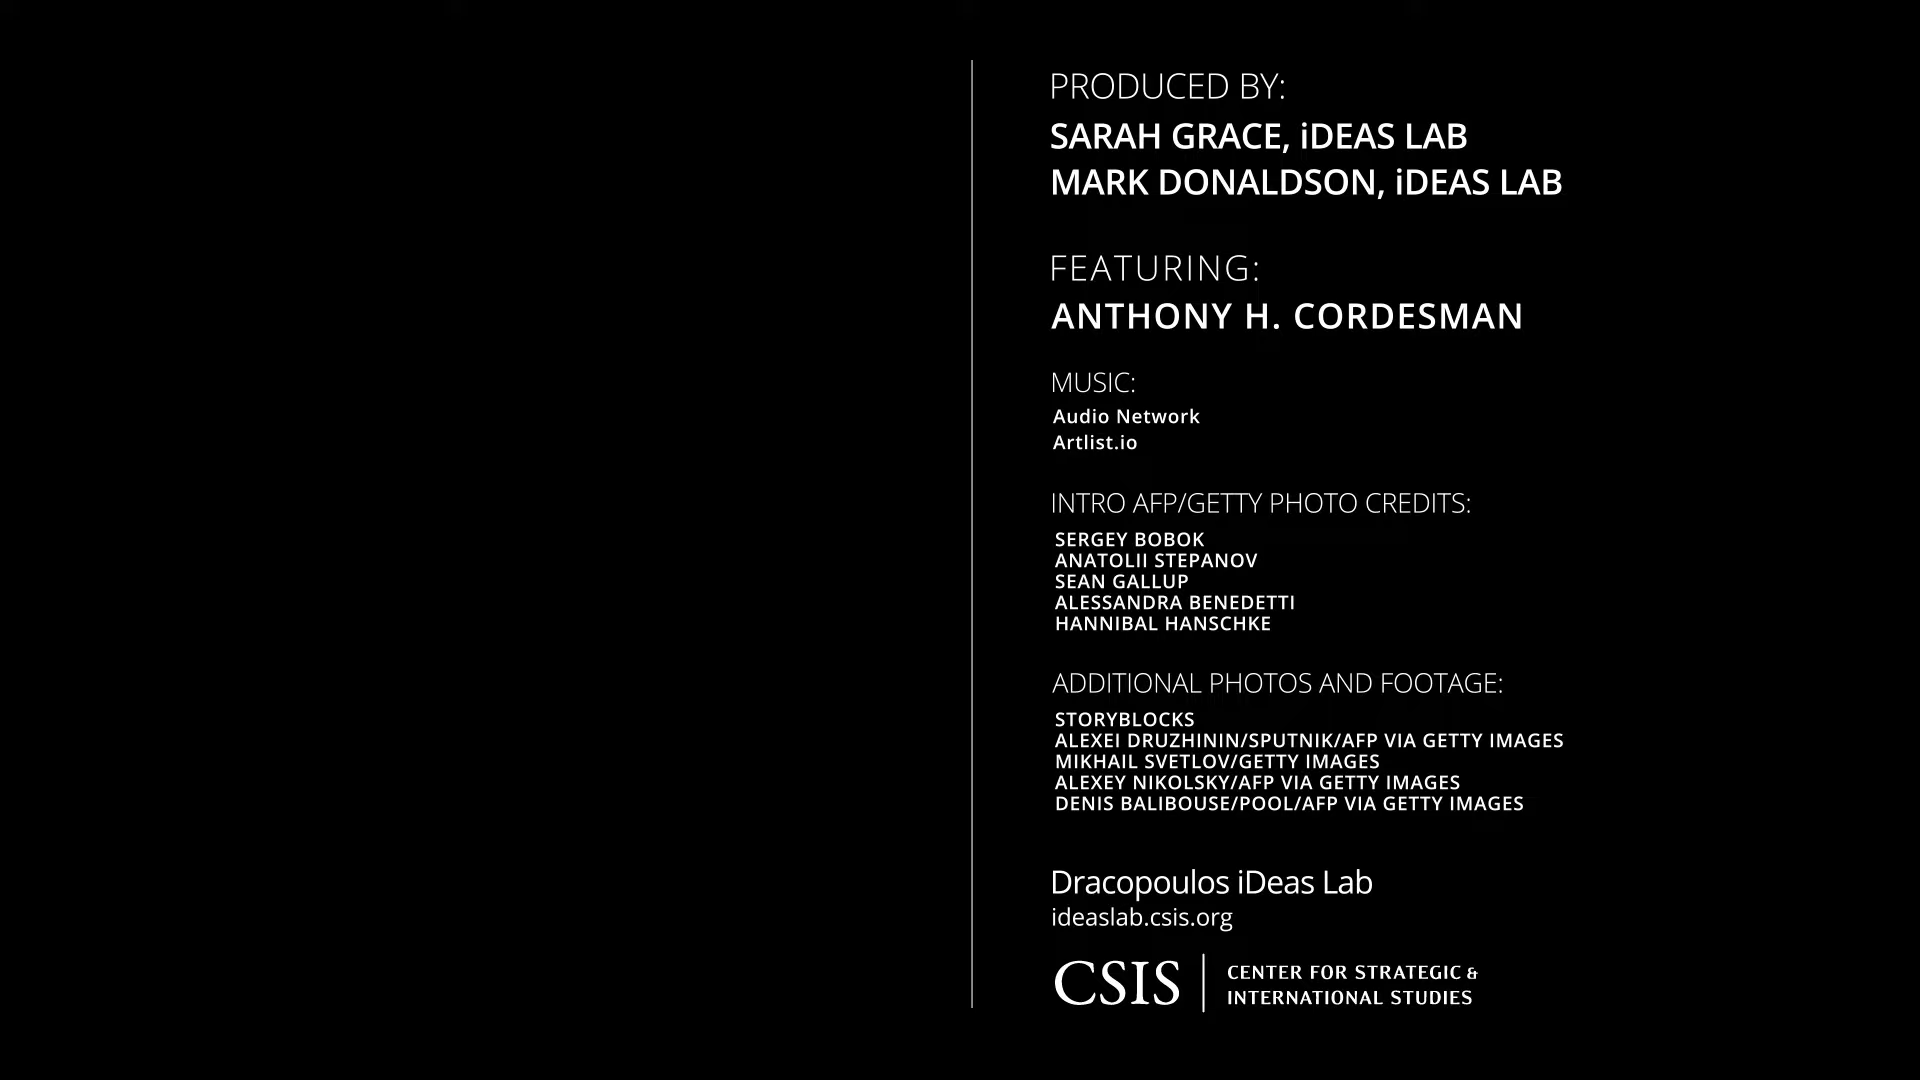 PRODUCED BY:
SARAH GRACE, iDEAS LAB
MARK DONALDSON, iDEAS LAB
FEATURING:
ANTHONY H. CORDESMAN
MUSIC:
Audio Network
Artlist.io
INTRO AFP/GETTY PHOTO CREDITS:
SERGEY BOBOK
ANATOLII STEPANOV
SEAN GALLUP
ALESSANDRA BENEDETTI
HANNIBAL HANSCHKE
ADDITIONAL PHOTOS AND FOOTAGE:
STORYBLOCKS
ALEXEI DRUZHININ/SPUTNIK/AFP VIA GETTY IMAGES
MIKHAIL SVETLOV/GETTY IMAGES
ALEXEY NIKOLSKY/AFP VIA GETTY IMAGES
DENIS BALIBOUSE/POOL/AFP VIA GETTY IMAGES
Dracopoulos iDeas Lab
ideaslab.csis.org
CSIS
CENTER FOR STRATEGIC &
INTERNATIONAL STUDIES